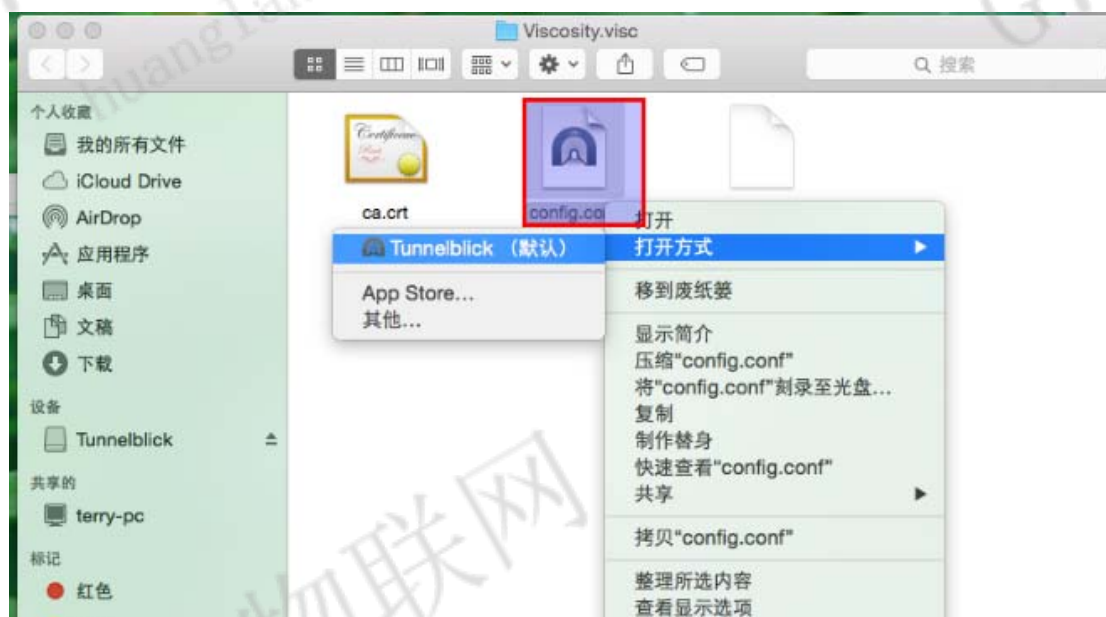 Viscosity.visc
搜索
个人收藏
我的所有文件
iCloud Drive
AirDrop
应用程序
桌面
文稿
下载
设备
Tunnelblick
共享的
terry-pc
标记
红色
Certificate
ca.crt
config.co
打开
打开方式
Tunnelblick （默认）
App Store...
其他...
移到废纸篓
显示简介
压缩“config.conf”
将“config.conf”刻录至光盘...
复制
制作替身
快速查看“config.conf”
共享
拷贝“config.conf”
整理所选内容
查看显示选项
物联网